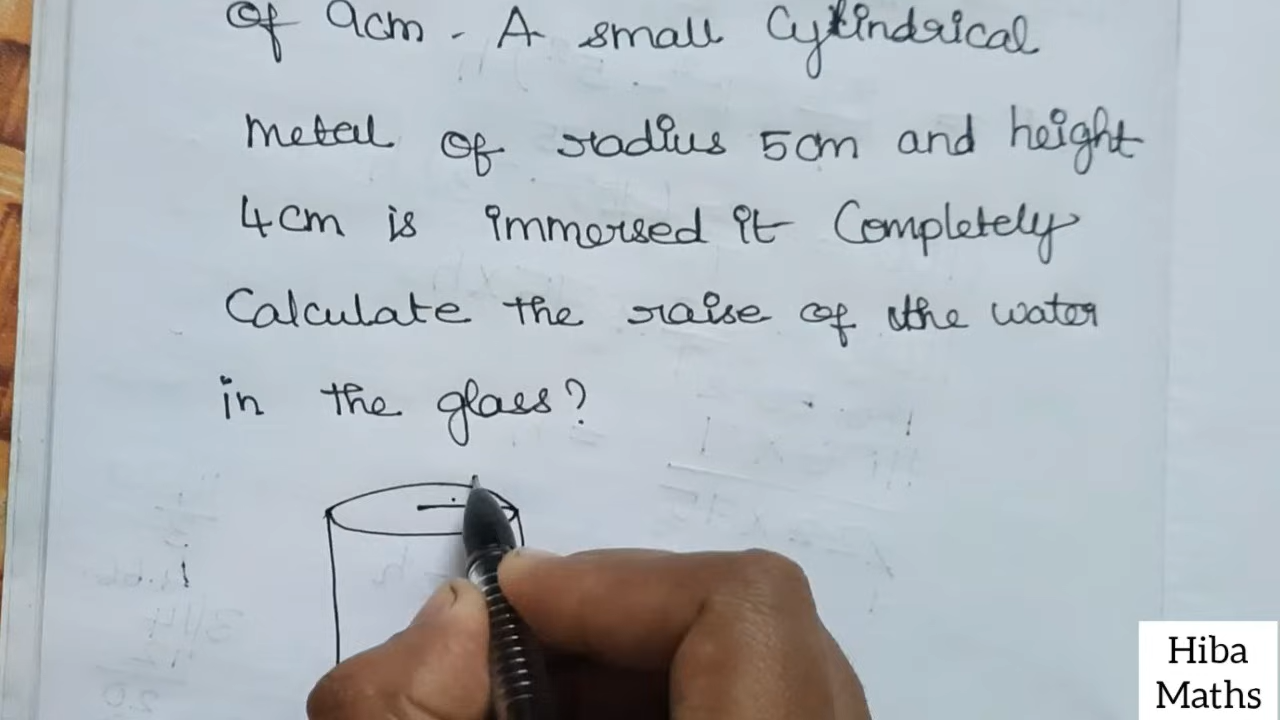 of 9cm. A small Cylindrical
metal of radius 5cm and height
4cm is immersed it Completely
Calculate the raise of the water
in the glass?
Hiba
Maths